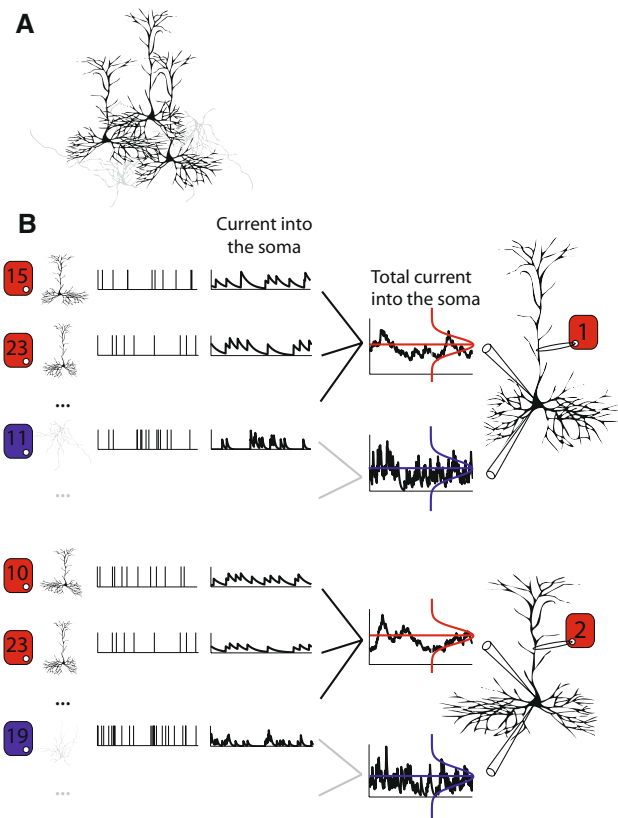 A
B
Current into
the soma
Total current
into the soma
15
1
23
...
11
...
10
2
23
...
19
...